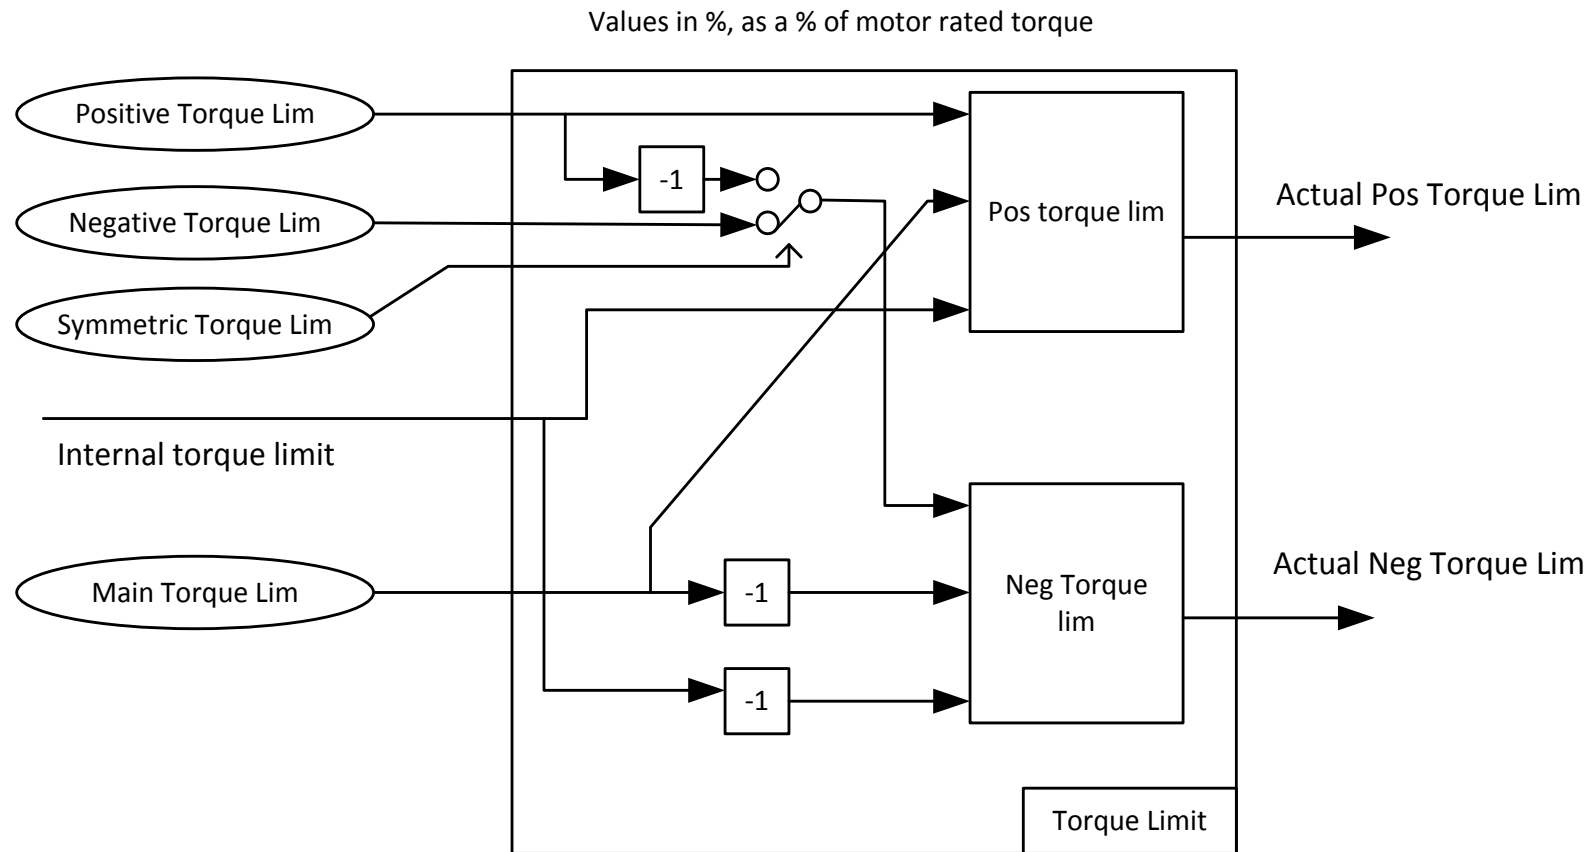 Values in %, as a % of motor rated torque
Positive Torque Lim
-1
Negative Torque Lim
Symmetric Torque Lim
Internal torque limit
Main Torque Lim
-1
-1
Pos torque lim
Actual Pos Torque Lim
Neg Torque
lim
Actual Neg Torque Lim
Torque Limit